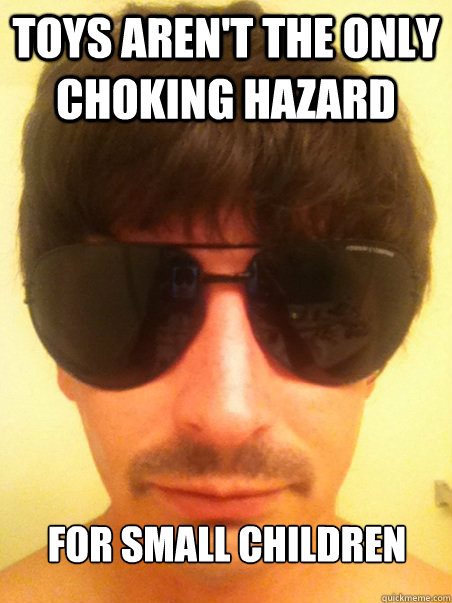 TOYS AREN'T THE ONLY
CHOKING HAZARD
FOR SMALL CHILDREN
quickmeme.com